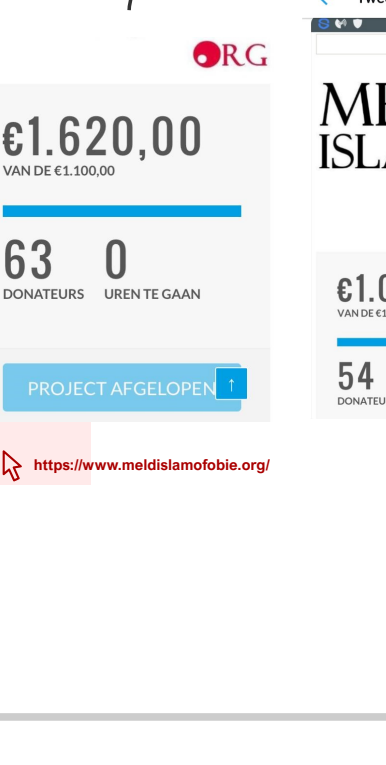 ORG
€1.620,00
VAN DE €1.100,00
63 0
DONATEURS UREN TE GAAN
PROJECT AFGELOPEN ↑
https://www.meldislamofobie.org/
Twe
ME
ISLA
€1.0
VAN DE €1
54
DONATEU